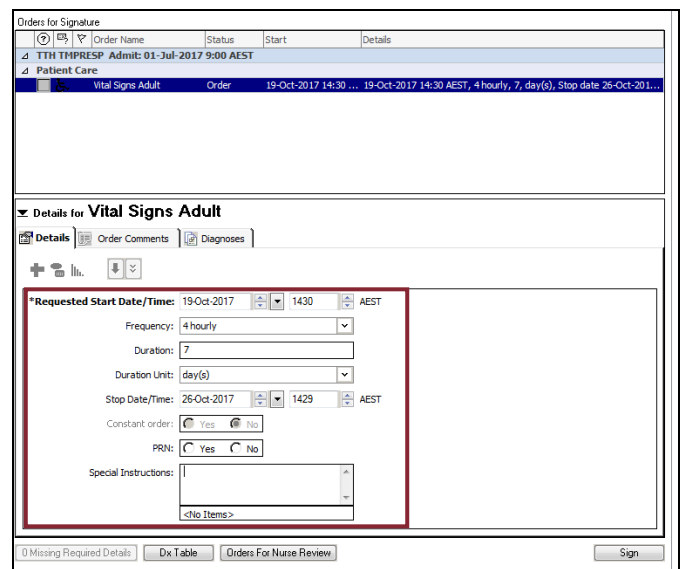 Orders for Signature
Order Name Status Start Details
TTH TMPRESP Admit: 01-Jul-2017 9:00 AEST
Patient Care
Vital Signs Adult Order 19-Oct-2017 14:30 ... 19-Oct-2017 14:30 AEST, 4 hourly, 7, day(s), Stop date 26-Oct-201...
Details for Vital Signs Adult
Details Order Comments Diagnoses
*Requested Start Date/Time: 19-Oct-2017 1430 AEST
Frequency: 4 hourly
Duration: 7
Duration Unit: day(s)
Stop Date/Time: 26-Oct-2017 1429 AEST
Constant order: Yes No
PRN: Yes No
Special Instructions:
<No Items>
0 Missing Required Details Dx Table Orders For Nurse Review Sign